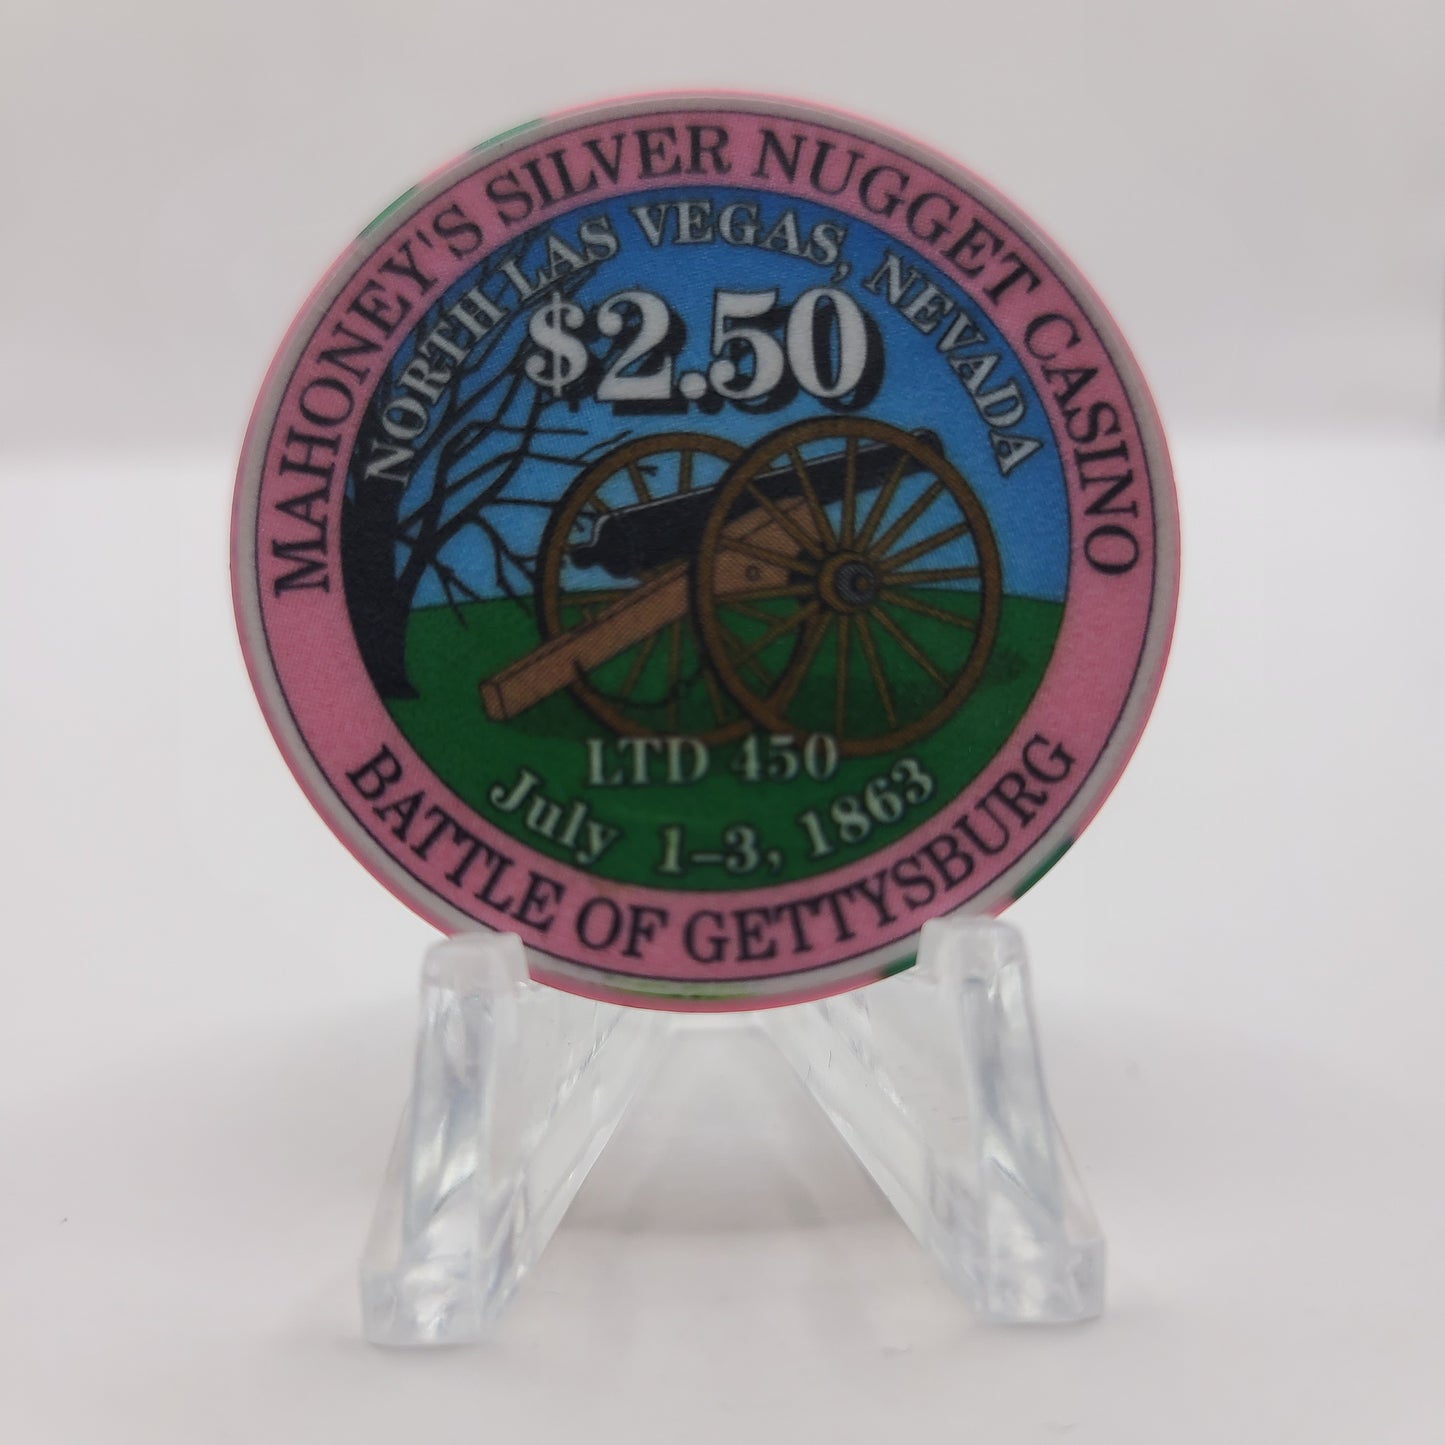 MAHONEY'S SILVER NUGGET CASINO
NORTH LAS VEGAS, NEVADA
$2.50
LTD 450
July 1-3, 1863
BATTLE OF GETTYSBURG